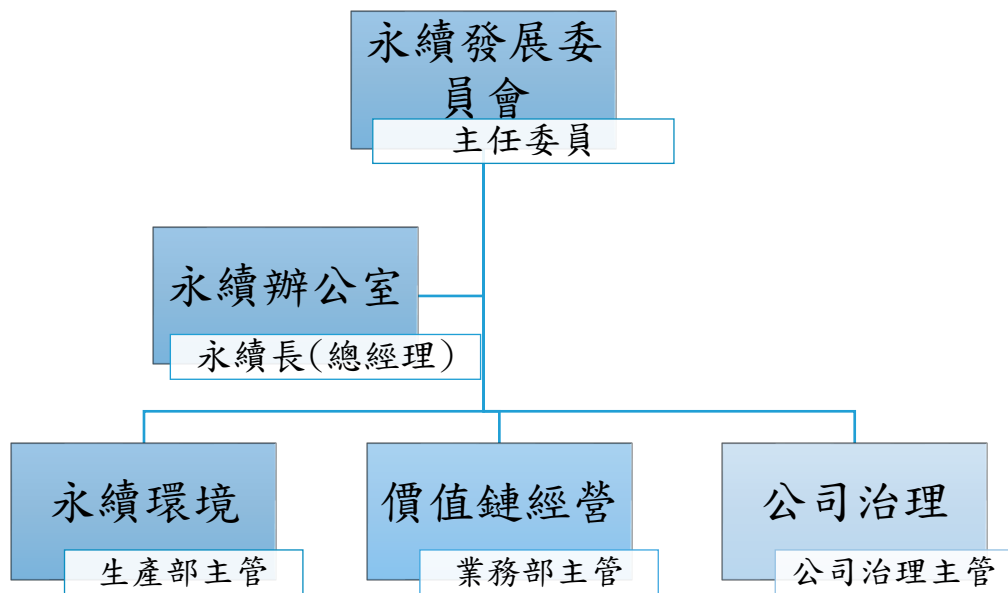 永續發展委
員會
主任委員
永續辦公室
永續長(總經理)
永續環境
生產部主管
價值鏈經營
業務部主管
公司治理
公司治理主管